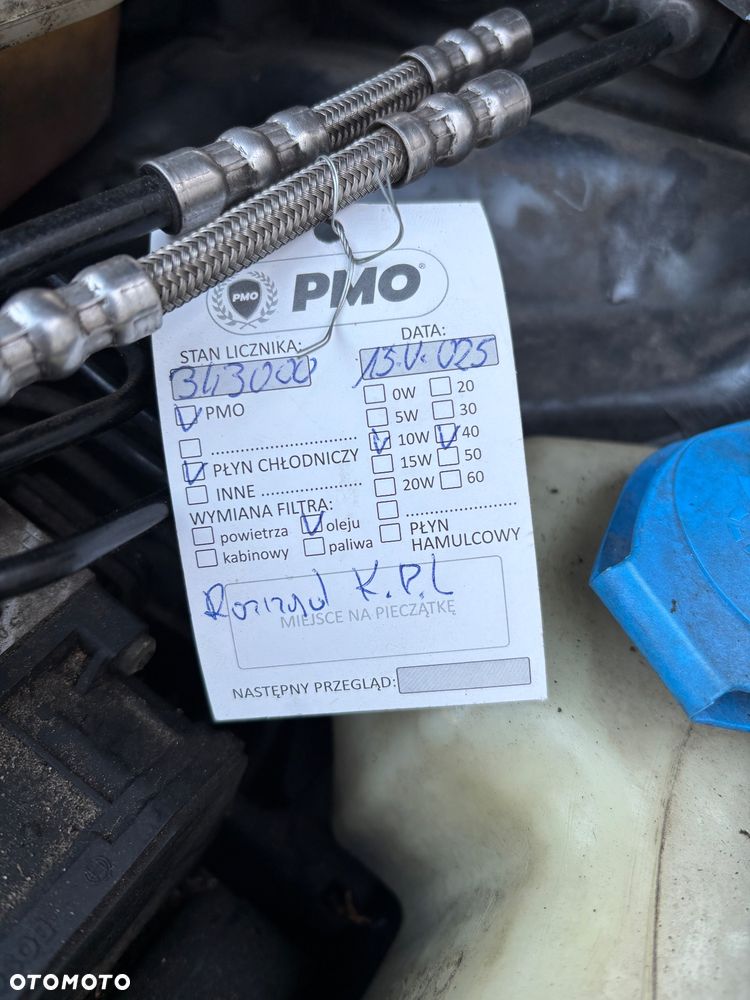 PMO PMO®
STAN LICZNIKA: DATA:
343000 15.V.025
PMO
PŁYN CHŁODNICZY
INNE
0W 20
5W 30
10W 40
15W 50
20W 60
WYMIANA FILTRA:
powietrza oleju
kabinowy paliwa
PŁYN
HAMULCOWY
Rozrząd K.P.L
MIEJSCE NA PIECZĄTKĘ
NASTĘPNY PRZEGLĄD:
OTOMOTO